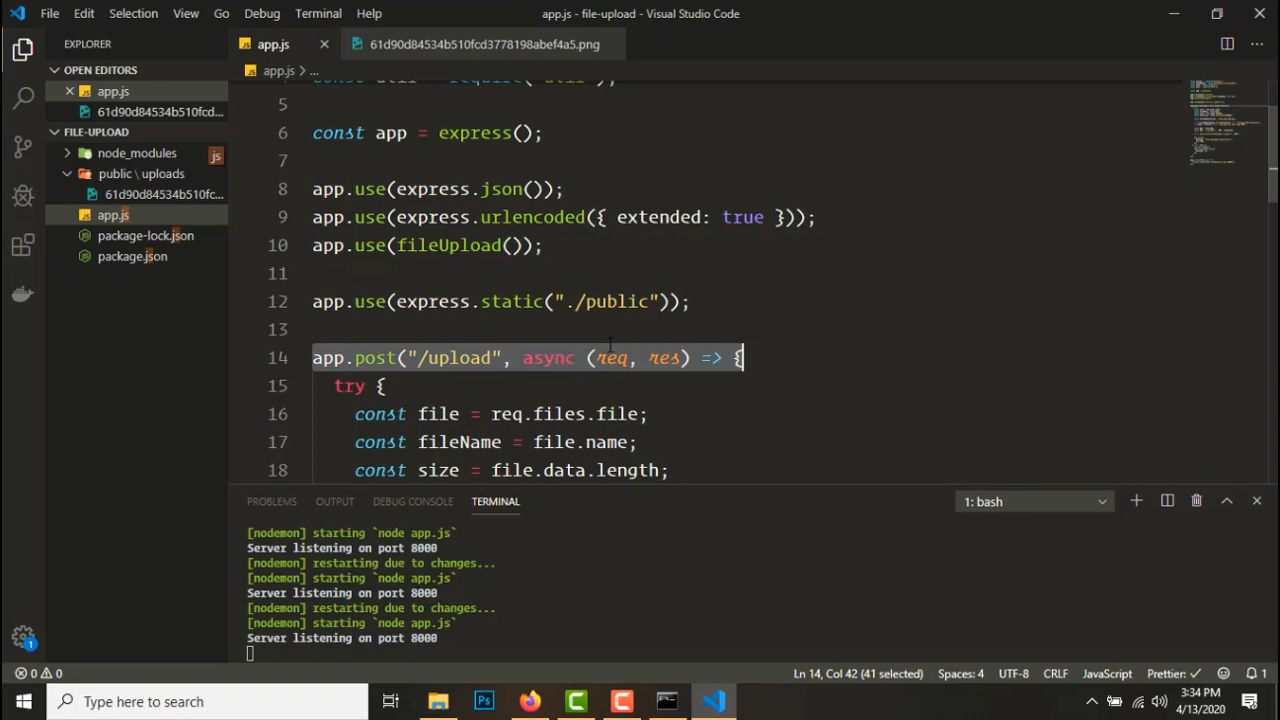 File Edit Selection View Go Debug Terminal Help
app.js - file-upload - Visual Studio Code
EXPLORER
OPEN EDITORS
app.js
61d90d84534b510fcd...
FILE-UPLOAD
node_modules
js
public \ uploads
61d90d84534b510fc...
app.js
package-lock.json
package.json
app.js
61d90d84534b510fcd3778198abef4a5.png
app.js > ...
5
6 const app = express();
7
8 app.use(express.json());
9 app.use(express.urlencoded({ extended: true }));
10 app.use(fileUpload());
11
12 app.use(express.static("./public"));
13
14 app.post("/upload", async (req, res) => {
15 try {
16 const file = req.files.file;
17 const fileName = file.name;
18 const size = file.data.length;
PROBLEMS OUTPUT DEBUG CONSOLE TERMINAL
1: bash
[nodemon] starting `node app.js`
Server listening on port 8000
[nodemon] restarting due to changes...
[nodemon] starting `node app.js`
Server listening on port 8000
[nodemon] restarting due to changes...
[nodemon] starting `node app.js`
Server listening on port 8000
1
0 0
Ln 14, Col 42 (41 selected) Spaces: 4 UTF-8 CRLF JavaScript Prettier: ✓ 1
Type here to search
Ps
3:34 PM
4/13/2020